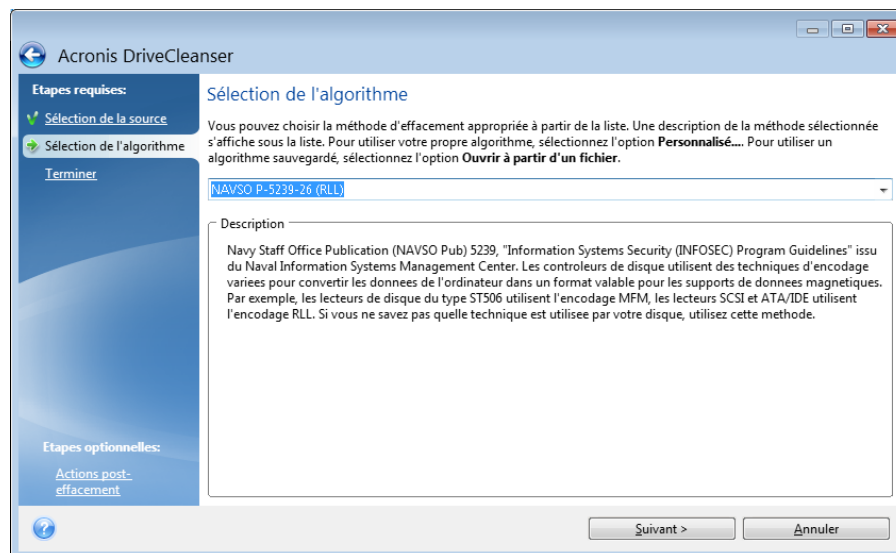 Acronis DriveCleanser
Etapes requises:
Sélection de la source
Sélection de l'algorithme
Terminer
Sélection de l'algorithme
Vous pouvez choisir la méthode d'effacement appropriée à partir de la liste. Une description de la méthode sélectionnée
s'affiche sous la liste. Pour utiliser votre propre algorithme, sélectionnez l'option Personnalisé.... Pour utiliser un
algorithme sauvegardé, sélectionnez l'option Ouvrir à partir d'un fichier.
NAVSO P-5239-26 (RLL)
Description
Navy Staff Office Publication (NAVSO Pub) 5239, "Information Systems Security (INFOSEC) Program Guidelines" issu
du Naval Information Systems Management Center. Les controleurs de disque utilisent des techniques d'encodage
variees pour convertir les donnees de l'ordinateur dans un format valable pour les supports de donnees magnetiques.
Par exemple, les lecteurs de disque du type ST506 utilisent l'encodage MFM, les lecteurs SCSI et ATA/IDE utilisent
l'encodage RLL. Si vous ne savez pas quelle technique est utilisee par votre disque, utilisez cette methode.
Etapes optionnelles:
Actions post-
effacement
Suivant >
Annuler